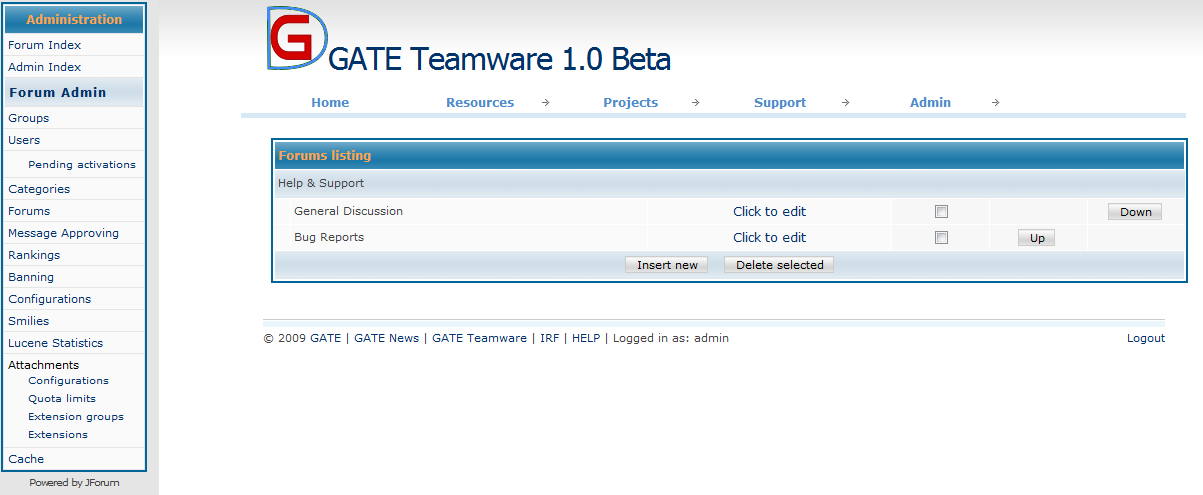 Administration
Forum Index
Admin Index
Forum Admin
Groups
Users
Pending activations
Categories
Forums
Message Approving
Rankings
Banning
Configurations
Smilies
Lucene Statistics
Attachments
Configurations
Quota limits
Extension groups
Extensions
Cache
Powered by JForum
G GATE Teamware 1.0 Beta
Home Resources Projects Support Admin
Forums listing
Help & Support
General Discussion Click to edit Down
Bug Reports Click to edit Up
Insert new Delete selected
© 2009 GATE | GATE News | GATE Teamware | IRF | HELP | Logged in as: admin Logout